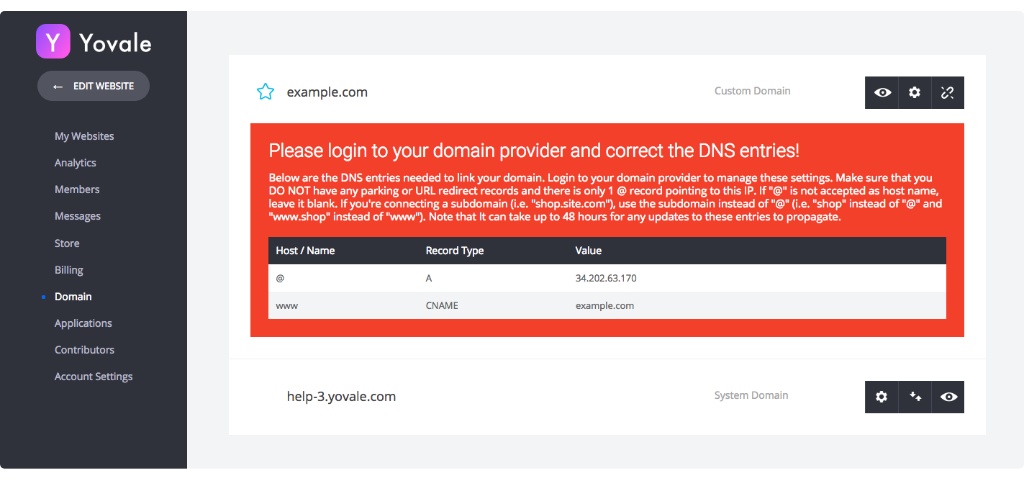 Y Yovale
← EDIT WEBSITE
My Websites
Analytics
Members
Messages
Store
Billing
Domain
Applications
Contributors
Account Settings
example.com
Custom Domain
Please login to your domain provider and correct the DNS entries!
Below are the DNS entries needed to link your domain. Login to your domain provider to manage these settings. Make sure that you
DO NOT have any parking or URL redirect records and there is only 1 @ record pointing to this IP. If "@" is not accepted as host name,
leave it blank. If you're connecting a subdomain (i.e. "shop.site.com"), use the subdomain instead of "@" (i.e. "shop" instead of "@" and
"www.shop" instead of "www"). Note that It can take up to 48 hours for any updates to these entries to propagate.
Host / Name Record Type Value
@ A 34.202.63.170
www CNAME example.com
help-3.yovale.com
System Domain